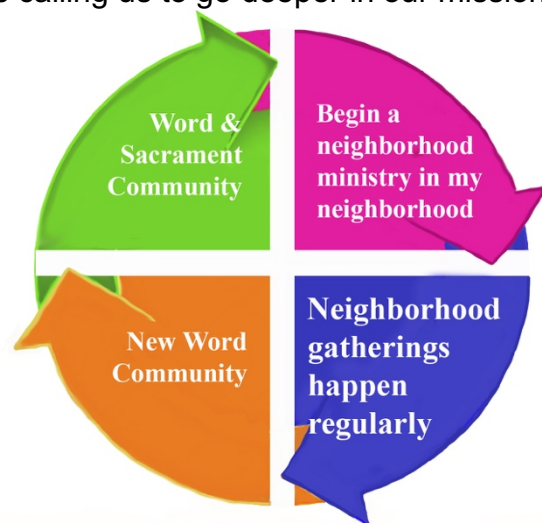 calling us to go deeper in our mission
Word &
Sacrament
Community
Begin a
neighborhood
ministry in my
neighborhood
New Word
Community
Neighborhood
gatherings
happen
regularly